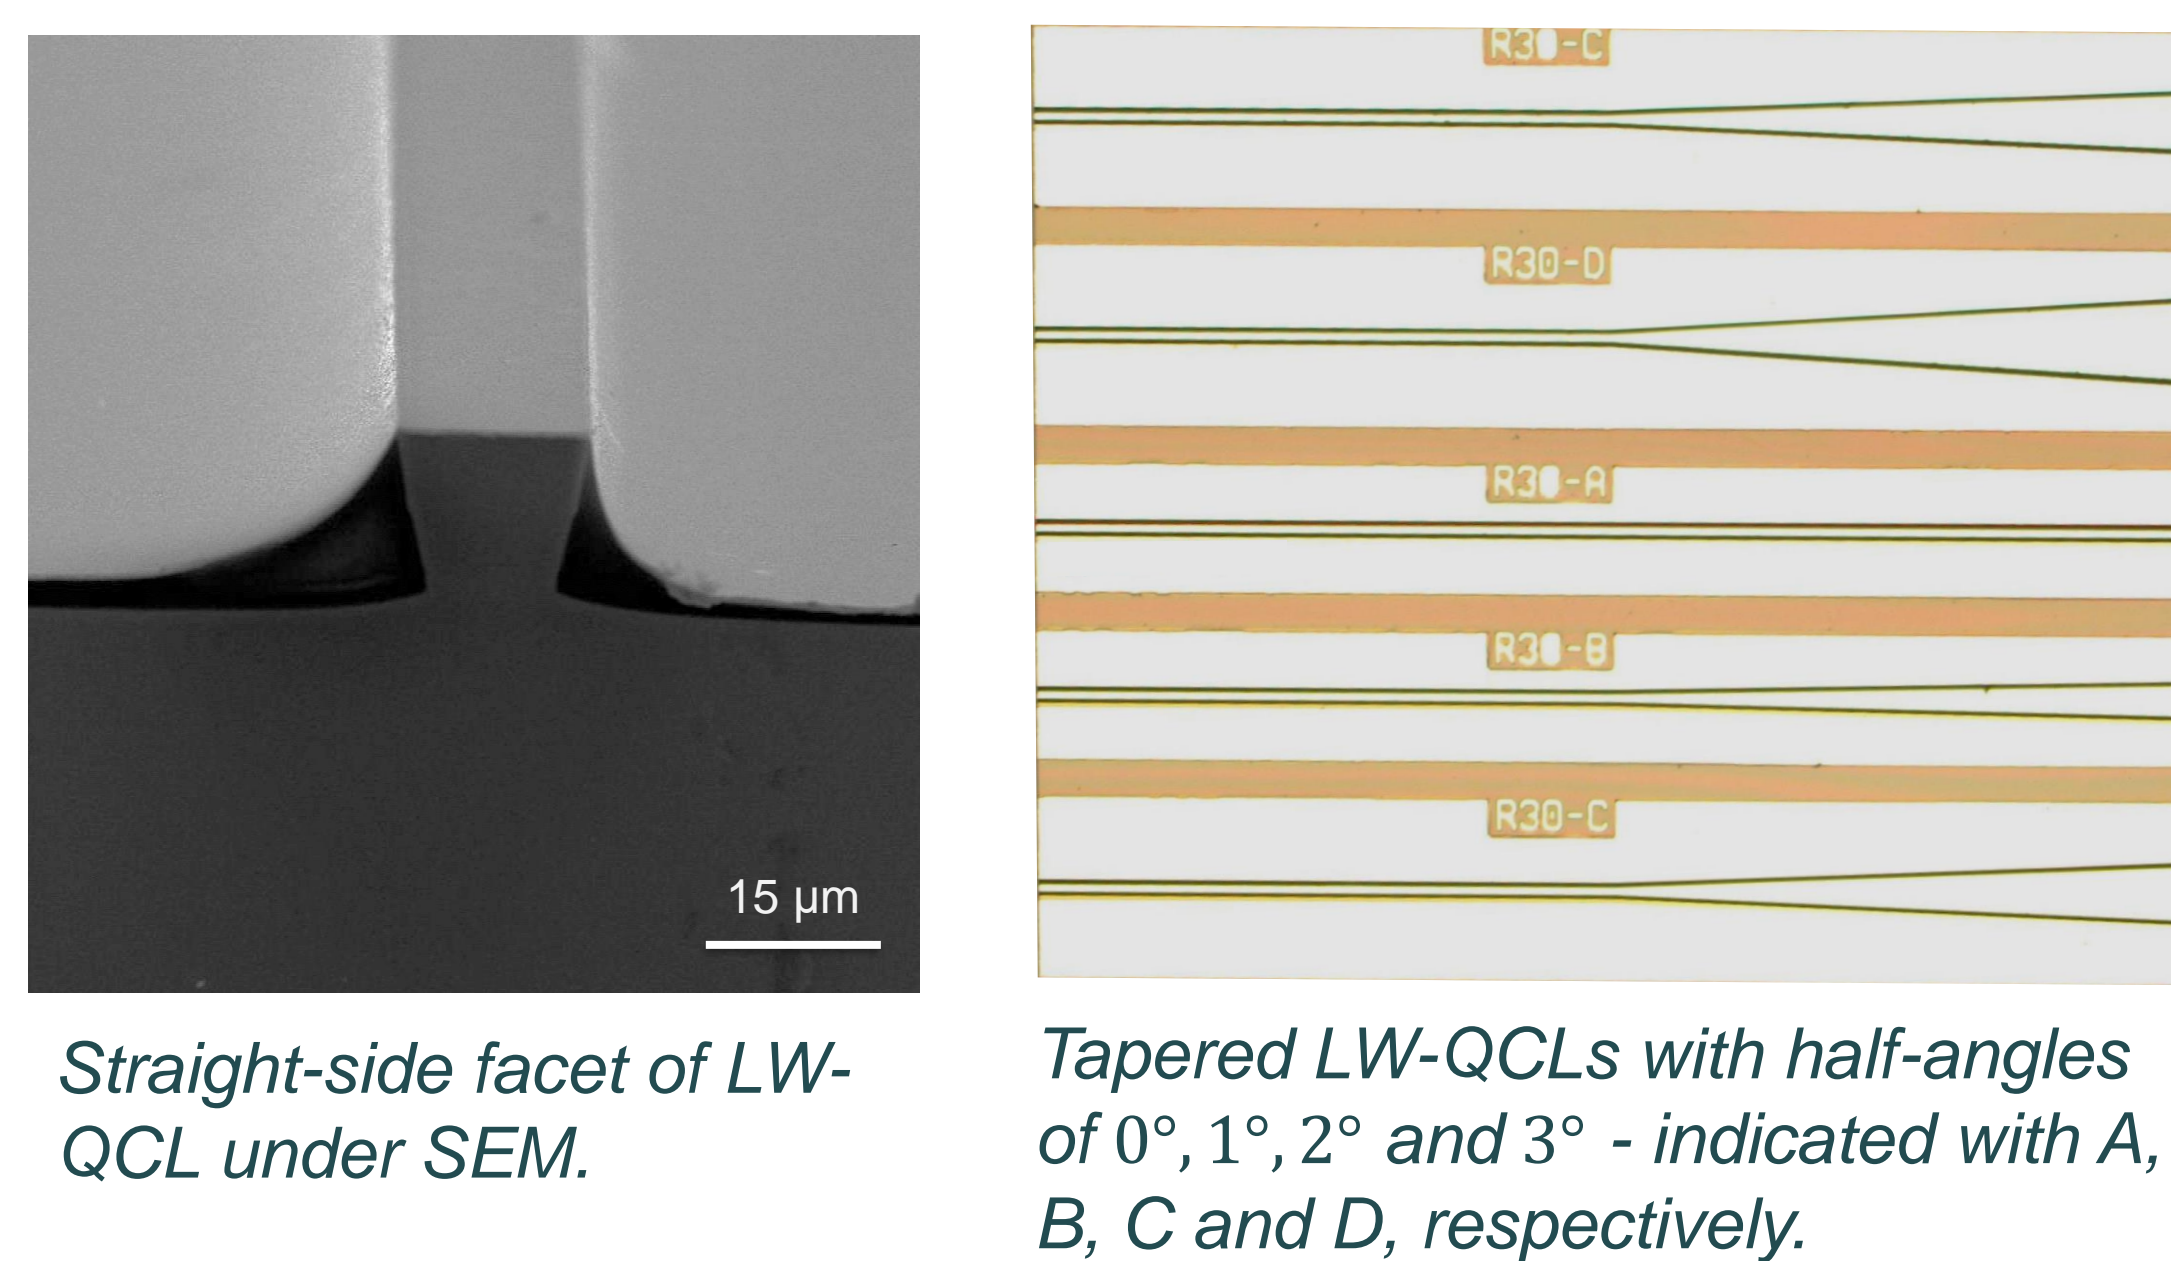 R30-C
R30-D
R30-A
R30-B
R30-C
15 µm
Straight-side facet of LW-
QCL under SEM.
Tapered LW-QCLs with half-angles
of 0°, 1°, 2° and 3° - indicated with A,
B, C and D, respectively.